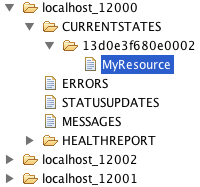 localhost_12000
CURRENTSTATES
13d0e3f680e0002
MyResource
ERRORS
STATUSUPDATES
MESSAGES
HEALTHREPORT
localhost_12002
localhost_12001